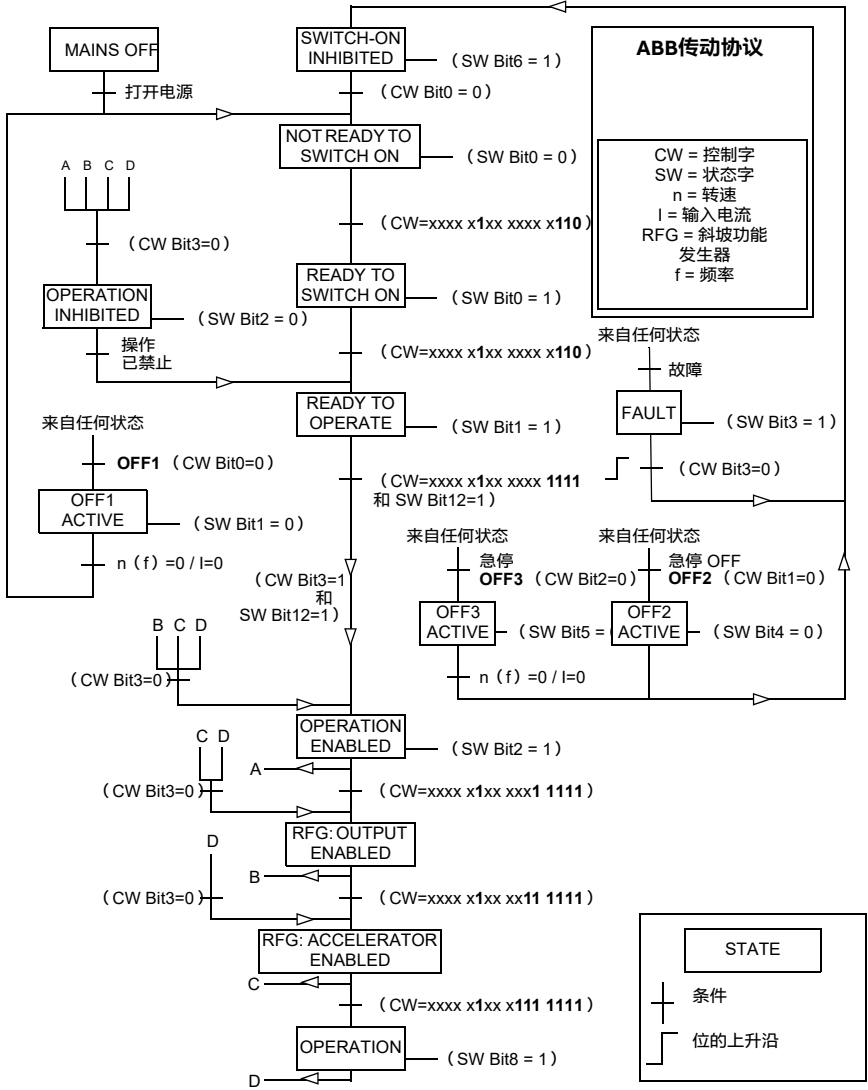 MAINS OFF
打开电源
SWITCH-ON
INHIBITED
(SW Bit6 = 1)
(CW Bit0 = 0)
NOT READY TO
SWITCH ON
(SW Bit0 = 0)
A B C D
(CW Bit3=0)
OPERATION
INHIBITED
(SW Bit2 = 0)
操作
已禁止
(CW=xxxx x1xx xxxx x110)
READY TO
SWITCH ON
(SW Bit0 = 1)
(CW=xxxx x1xx xxxx x110)
READY TO
OPERATE
(SW Bit1 = 1)
(CW=xxxx x1xx xxxx 1111
和 SW Bit12=1)
ABB传动协议
CW = 控制字
SW = 状态字
n = 转速
I = 输入电流
RFG = 斜坡功能
发生器
f = 频率
来自任何状态
故障
FAULT
(SW Bit3 = 1)
(CW Bit3=0)
来自任何状态
OFF1 (CW Bit0=0)
OFF1
ACTIVE
(SW Bit1 = 0)
n (f) =0 / I=0
(CW Bit3=1
和
SW Bit12=1)
来自任何状态
急停
OFF3 (CW Bit2=0)
OFF3
ACTIVE
(SW Bit5 =
n (f) =0 / I=0
来自任何状态
急停 OFF
OFF2 (CW Bit1=0)
OFF2
ACTIVE
(SW Bit4 = 0)
B C D
(CW Bit3=0)
OPERATION
ENABLED
(SW Bit2 = 1)
A
C D
(CW Bit3=0)
(CW=xxxx x1xx xxx1 1111)
RFG: OUTPUT
ENABLED
B
D
(CW Bit3=0)
(CW=xxxx x1xx xx11 1111)
RFG: ACCELERATOR
ENABLED
C
(CW=xxxx x1xx x111 1111)
OPERATION
(SW Bit8 = 1)
D
STATE
条件
位的上升沿